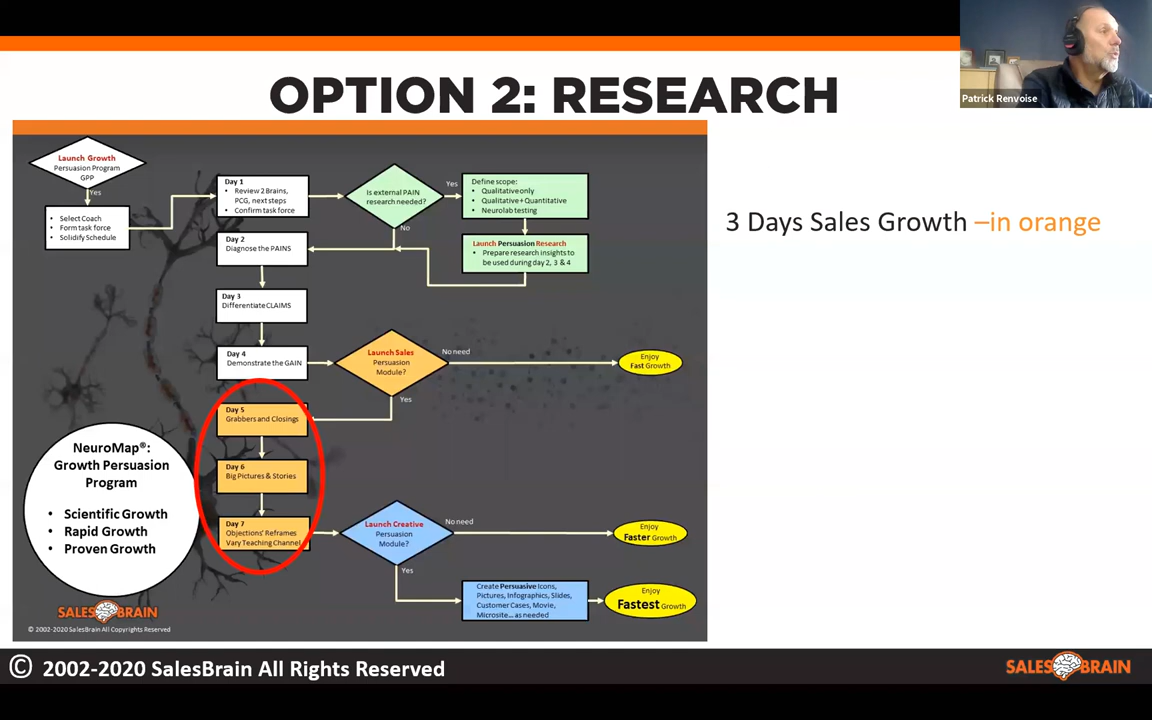 OPTION 2: RESEARCH
Patrick Renvoise
Launch Growth
Persuasion Program
GPP
Yes
• Select Coach
• Form task force
• Solidify Schedule
Day 1
• Review 2 Brains,
PCG, next steps
• Confirm task force
Is external PAIN
research needed?
Yes
No
Define scope:
• Qualitative only
• Qualitative + Quantitative
• Neurolab testing
Launch Persuasion Research
• Prepare research insights to
be used during day 2, 3 & 4
Day 2
Diagnose the PAINS
Day 3
Differentiate CLAIMS
Day 4
Demonstrate the GAIN
Launch Sales
Persuasion
Module?
No need
Enjoy
Fast Growth
Yes
Day 5
Grabbers and Closings
Day 6
Big Pictures & Stories
Day 7
Objections' Reframes
Vary Teaching Channel
Launch Creative
Persuasion
Module?
No need
Enjoy
Faster Growth
Yes
Create Persuasive Icons,
Pictures, Infographics, Slides,
Customer Cases, Movie,
Microsite... as needed
Enjoy
Fastest Growth
NeuroMap®:
Growth Persuasion
Program
• Scientific Growth
• Rapid Growth
• Proven Growth
SALES BRAIN
© 2002-2020 SalesBrain All Copyrights Reserved
3 Days Sales Growth –in orange
© 2002-2020 SalesBrain All Rights Reserved
SALES BRAIN